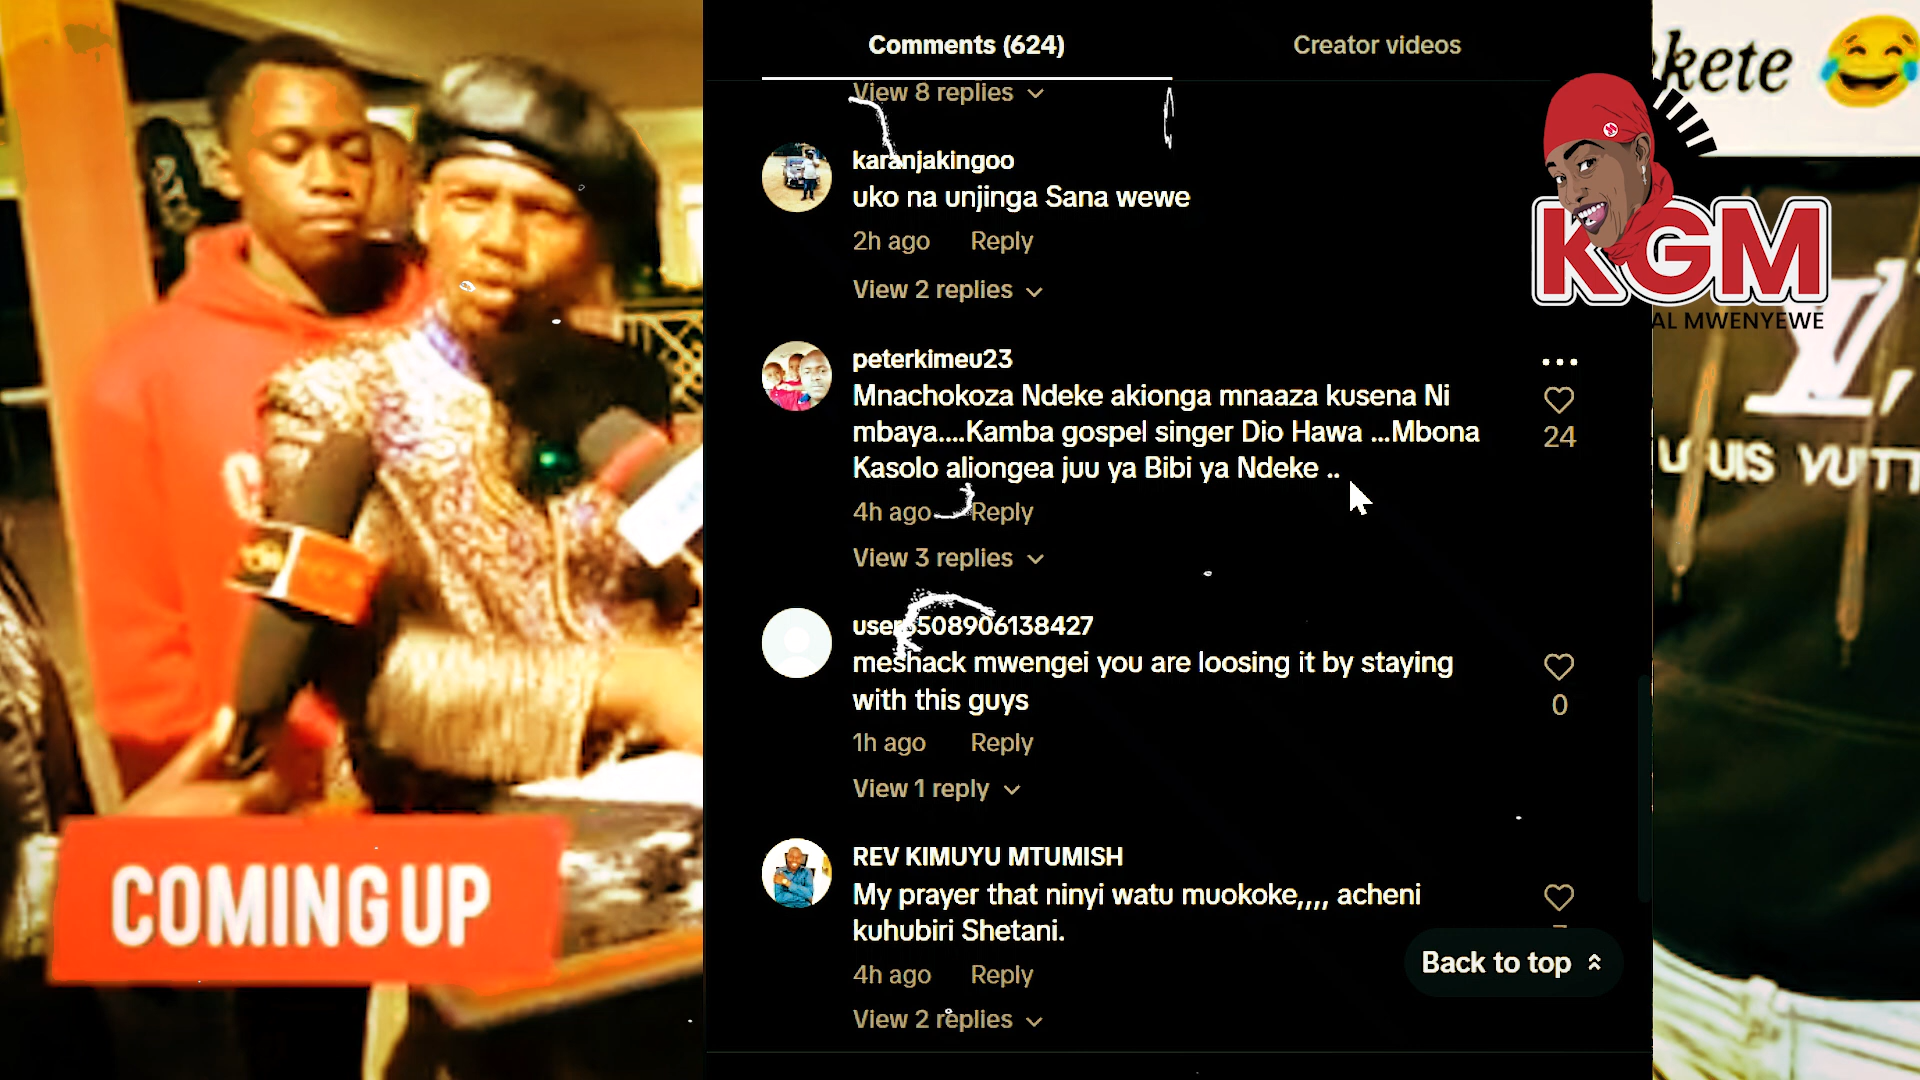 Comments (624)
Creator videos
View 8 replies
karanjakingoo
uko na unjinga Sana wewe
2h ago Reply
View 2 replies
peterkimeu23
Mnachokoza Ndeke akionga mnaaza kusena Ni
mbaya....Kamba gospel singer Dio Hawa ...Mbona
Kasolo aliongea juu ya Bibi ya Ndeke ..
24
4h ago Reply
View 3 replies
meshack mwengei you are loosing it by staying
with this guys
0
1h ago Reply
View 1 reply
REV KIMUYU MTUMISH
My prayer that ninyi watu muokoke,,,, acheni
kuhubiri Shetani.
4h ago Reply
View 2 replies
Back to top
COMING UP
kete
KGM
AL MWENYEWE
LOUIS VUITT